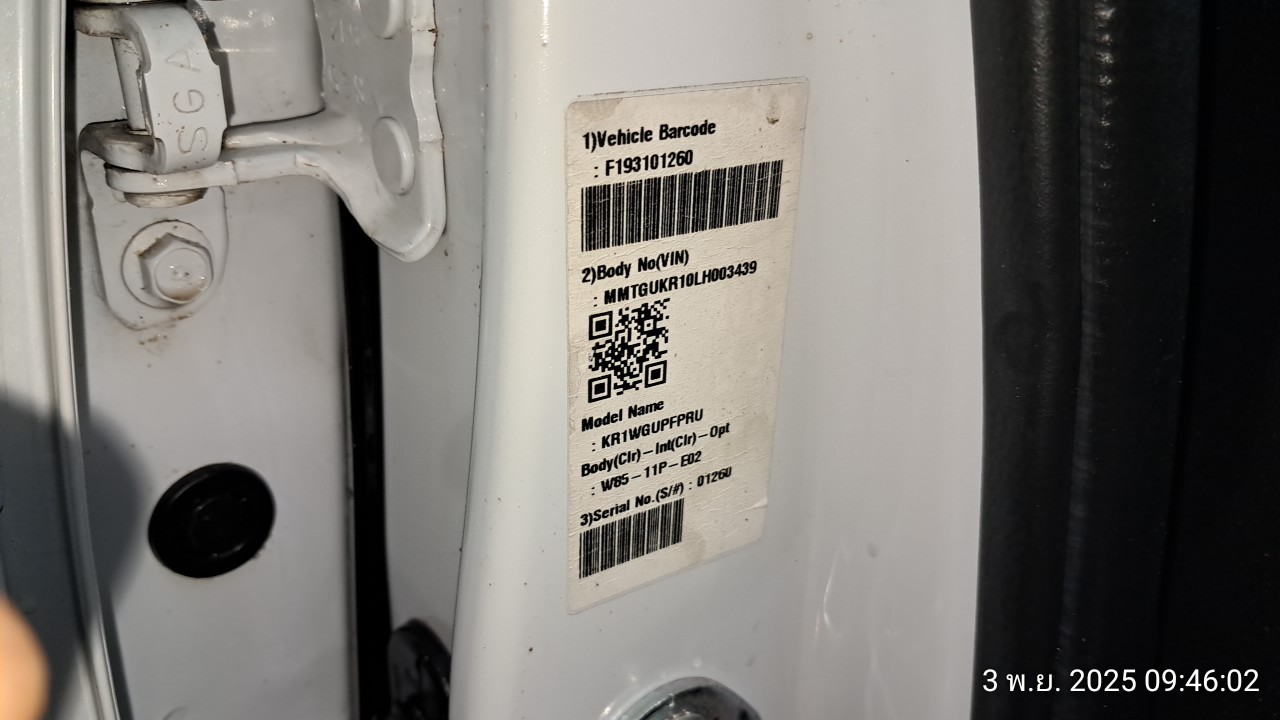 SGA
1)Vehicle Barcode
: F193101260
2)Body No(VIN)
: MMTGUKR10LH003439
Model Name
: KR1WGUPFPRU
Body(Clr)－Int(Clr)－Opt
: W85－11P－E02
3)Serial No.(S/#) : 01260
3 พ.ย. 2025 09:46:02